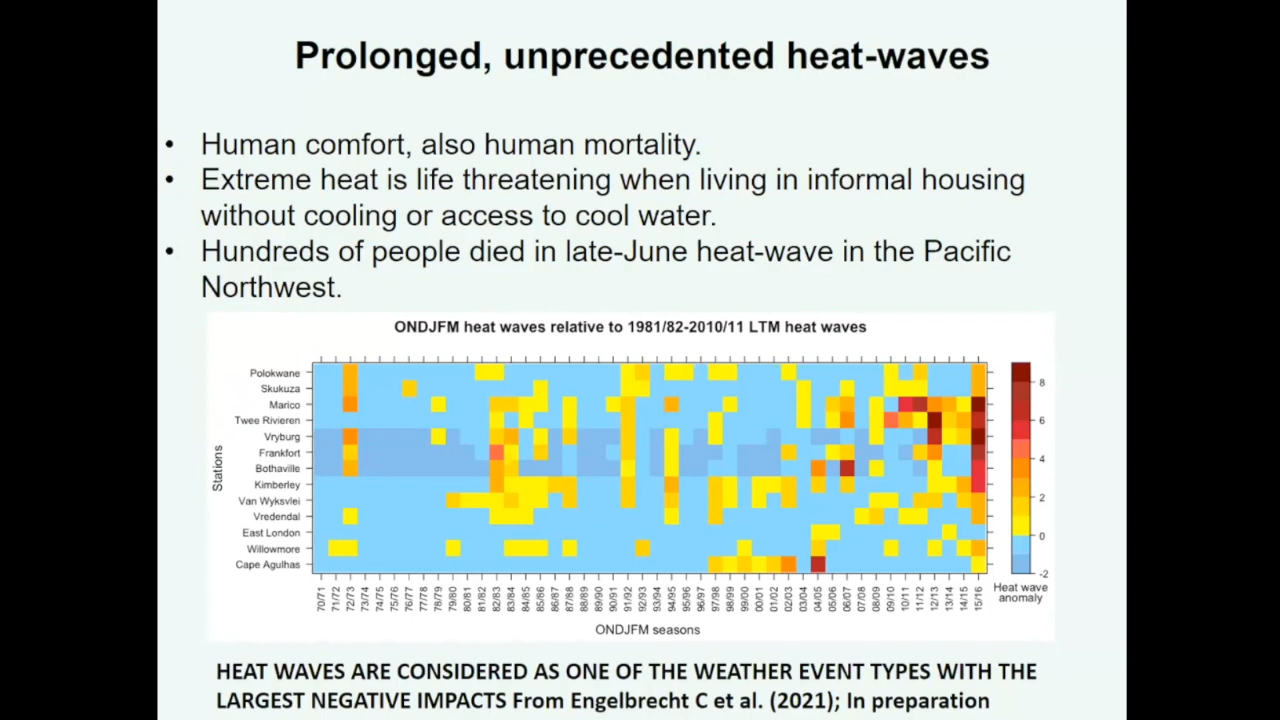 Prolonged, unprecedented heat-waves
• Human comfort, also human mortality.
• Extreme heat is life threatening when living in informal housing
without cooling or access to cool water.
• Hundreds of people died in late-June heat-wave in the Pacific
Northwest.
ONDJFM heat waves relative to 1981/82-2010/11 LTM heat waves
Stations
Polokwane
Skukuza
Marico
Twee Rivieren
Vryburg
Frankfort
Bothaville
Kimberley
Van Wyksvlei
Vredendal
East London
Willowmore
Cape Agulhas
70/71 71/72 72/73 73/74 74/75 75/76 76/77 77/78 78/79 79/80 80/81 81/82 82/83 83/84 84/85 85/86 86/87 87/88 88/89 89/90 90/91 91/92 92/93 93/94 94/95 95/96 96/97 97/98 98/99 99/00 00/01 01/02 02/03 03/04 04/05 05/06 06/07 07/08 08/09 09/10 10/11 11/12 12/13 13/14 14/15 15/16
ONDJFM seasons
8
6
4
2
0
-2
Heat wave
anomaly
HEAT WAVES ARE CONSIDERED AS ONE OF THE WEATHER EVENT TYPES WITH THE
LARGEST NEGATIVE IMPACTS From Engelbrecht C et al. (2021); In preparation